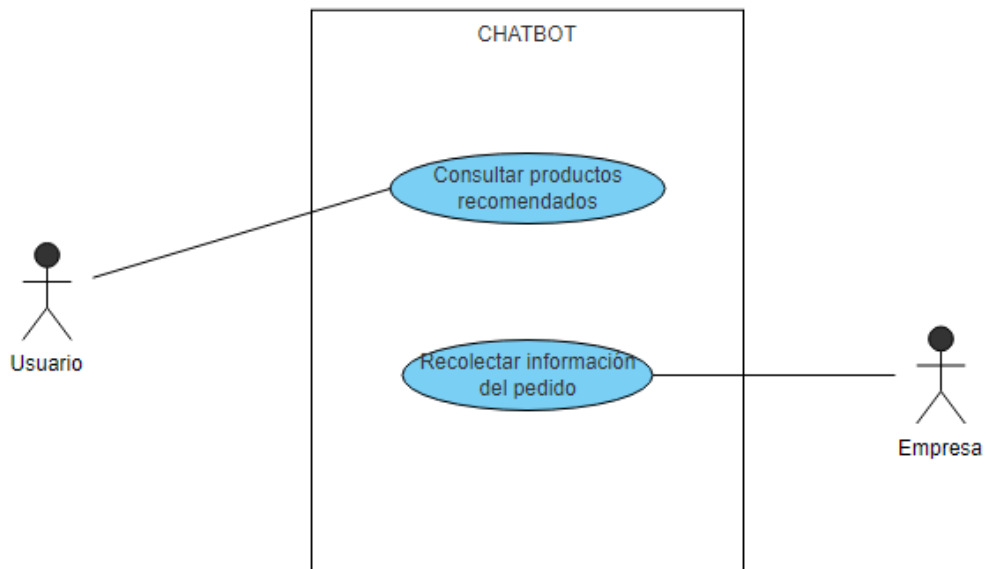 CHATBOT
Consultar productos
recomendados
Usuario
Recolectar información
del pedido
Empresa